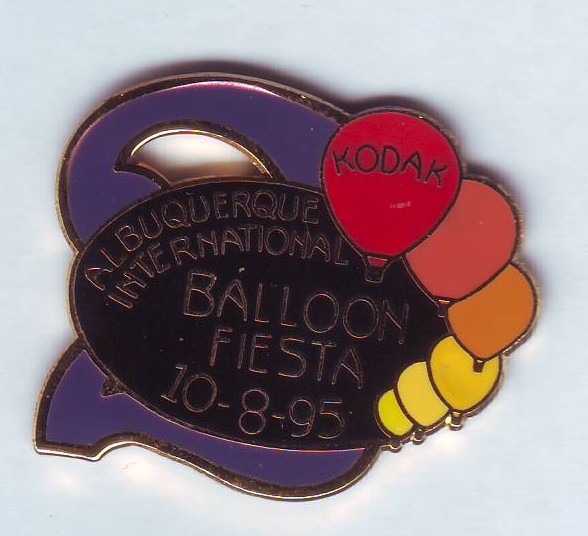 KODAK
ALBUQUERQUE
INTERNATIONAL
BALLOON
FIESTA
10-8-95